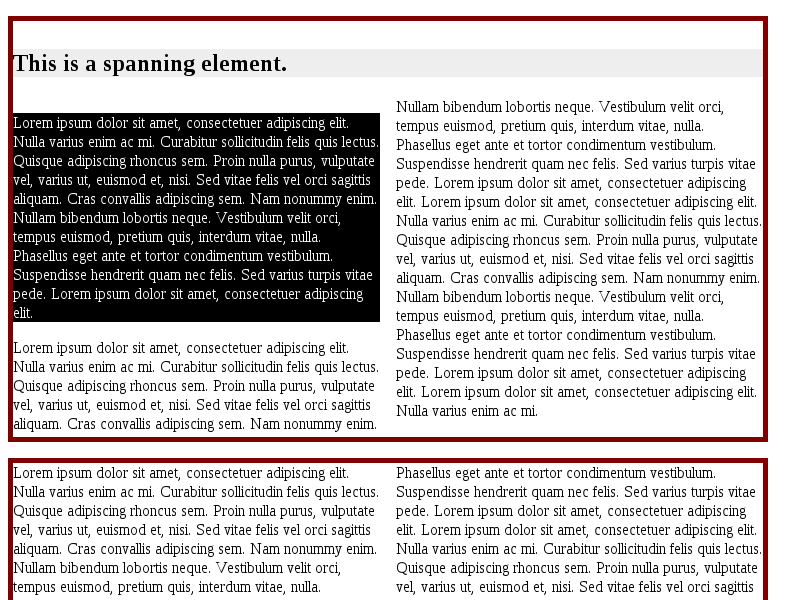 This is a spanning element.
Lorem ipsum dolor sit amet, consectetuer adipiscing elit.
Nulla varius enim ac mi. Curabitur sollicitudin felis quis lectus.
Quisque adipiscing rhoncus sem. Proin nulla purus, vulputate
vel, varius ut, euismod et, nisi. Sed vitae felis vel orci sagittis
aliquam. Cras convallis adipiscing sem. Nam nonummy enim.
Nullam bibendum lobortis neque. Vestibulum velit orci,
tempus euismod, pretium quis, interdum vitae, nulla.
Phasellus eget ante et tortor condimentum vestibulum.
Suspendisse hendrerit quam nec felis. Sed varius turpis vitae
pede. Lorem ipsum dolor sit amet, consectetuer adipiscing
elit.
Lorem ipsum dolor sit amet, consectetuer adipiscing elit.
Nulla varius enim ac mi. Curabitur sollicitudin felis quis lectus.
Quisque adipiscing rhoncus sem. Proin nulla purus, vulputate
vel, varius ut, euismod et, nisi. Sed vitae felis vel orci sagittis
aliquam. Cras convallis adipiscing sem. Nam nonummy enim.
Nullam bibendum lobortis neque. Vestibulum velit orci,
tempus euismod, pretium quis, interdum vitae, nulla.
Phasellus eget ante et tortor condimentum vestibulum.
Suspendisse hendrerit quam nec felis. Sed varius turpis vitae
pede. Lorem ipsum dolor sit amet, consectetuer adipiscing
elit. Lorem ipsum dolor sit amet, consectetuer adipiscing elit.
Nulla varius enim ac mi. Curabitur sollicitudin felis quis lectus.
Quisque adipiscing rhoncus sem. Proin nulla purus, vulputate
vel, varius ut, euismod et, nisi. Sed vitae felis vel orci sagittis
aliquam. Cras convallis adipiscing sem. Nam nonummy enim.
Nullam bibendum lobortis neque. Vestibulum velit orci,
tempus euismod, pretium quis, interdum vitae, nulla.
Phasellus eget ante et tortor condimentum vestibulum.
Suspendisse hendrerit quam nec felis. Sed varius turpis vitae
pede. Lorem ipsum dolor sit amet, consectetuer adipiscing
elit. Lorem ipsum dolor sit amet, consectetuer adipiscing elit.
Nulla varius enim ac mi.
Lorem ipsum dolor sit amet, consectetuer adipiscing elit.
Nulla varius enim ac mi. Curabitur sollicitudin felis quis lectus.
Quisque adipiscing rhoncus sem. Proin nulla purus, vulputate
vel, varius ut, euismod et, nisi. Sed vitae felis vel orci sagittis
aliquam. Cras convallis adipiscing sem. Nam nonummy enim.
Nullam bibendum lobortis neque. Vestibulum velit orci,
tempus euismod, pretium quis, interdum vitae, nulla.
Phasellus eget ante et tortor condimentum vestibulum.
Suspendisse hendrerit quam nec felis. Sed varius turpis vitae
pede. Lorem ipsum dolor sit amet, consectetuer adipiscing
elit. Lorem ipsum dolor sit amet, consectetuer adipiscing elit.
Nulla varius enim ac mi. Curabitur sollicitudin felis quis lectus.
Quisque adipiscing rhoncus sem. Proin nulla purus, vulputate
vel, varius ut, euismod et, nisi. Sed vitae felis vel orci sagittis